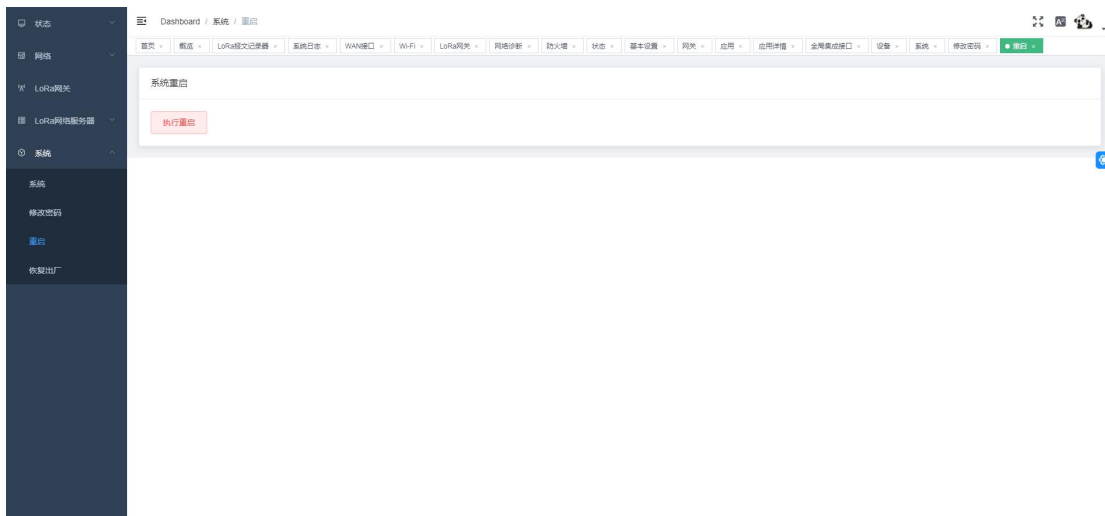 状态
网络
LoRa网关
LoRa网络服务器
系统
系统
修改密码
重启
恢复出厂
Dashboard / 系统 / 重启
首页 × 概览 × LoRa报文记录器 × 系统日志 × WAN接口 × Wi-Fi × LoRa网关 × 网络诊断 × 防火墙 × 状态 × 基本设置 × 网关 × 应用 × 应用详情 × 全局集成接口 × 设备 × 系统 × 修改密码 × 重启 ×
系统重启
执行重启